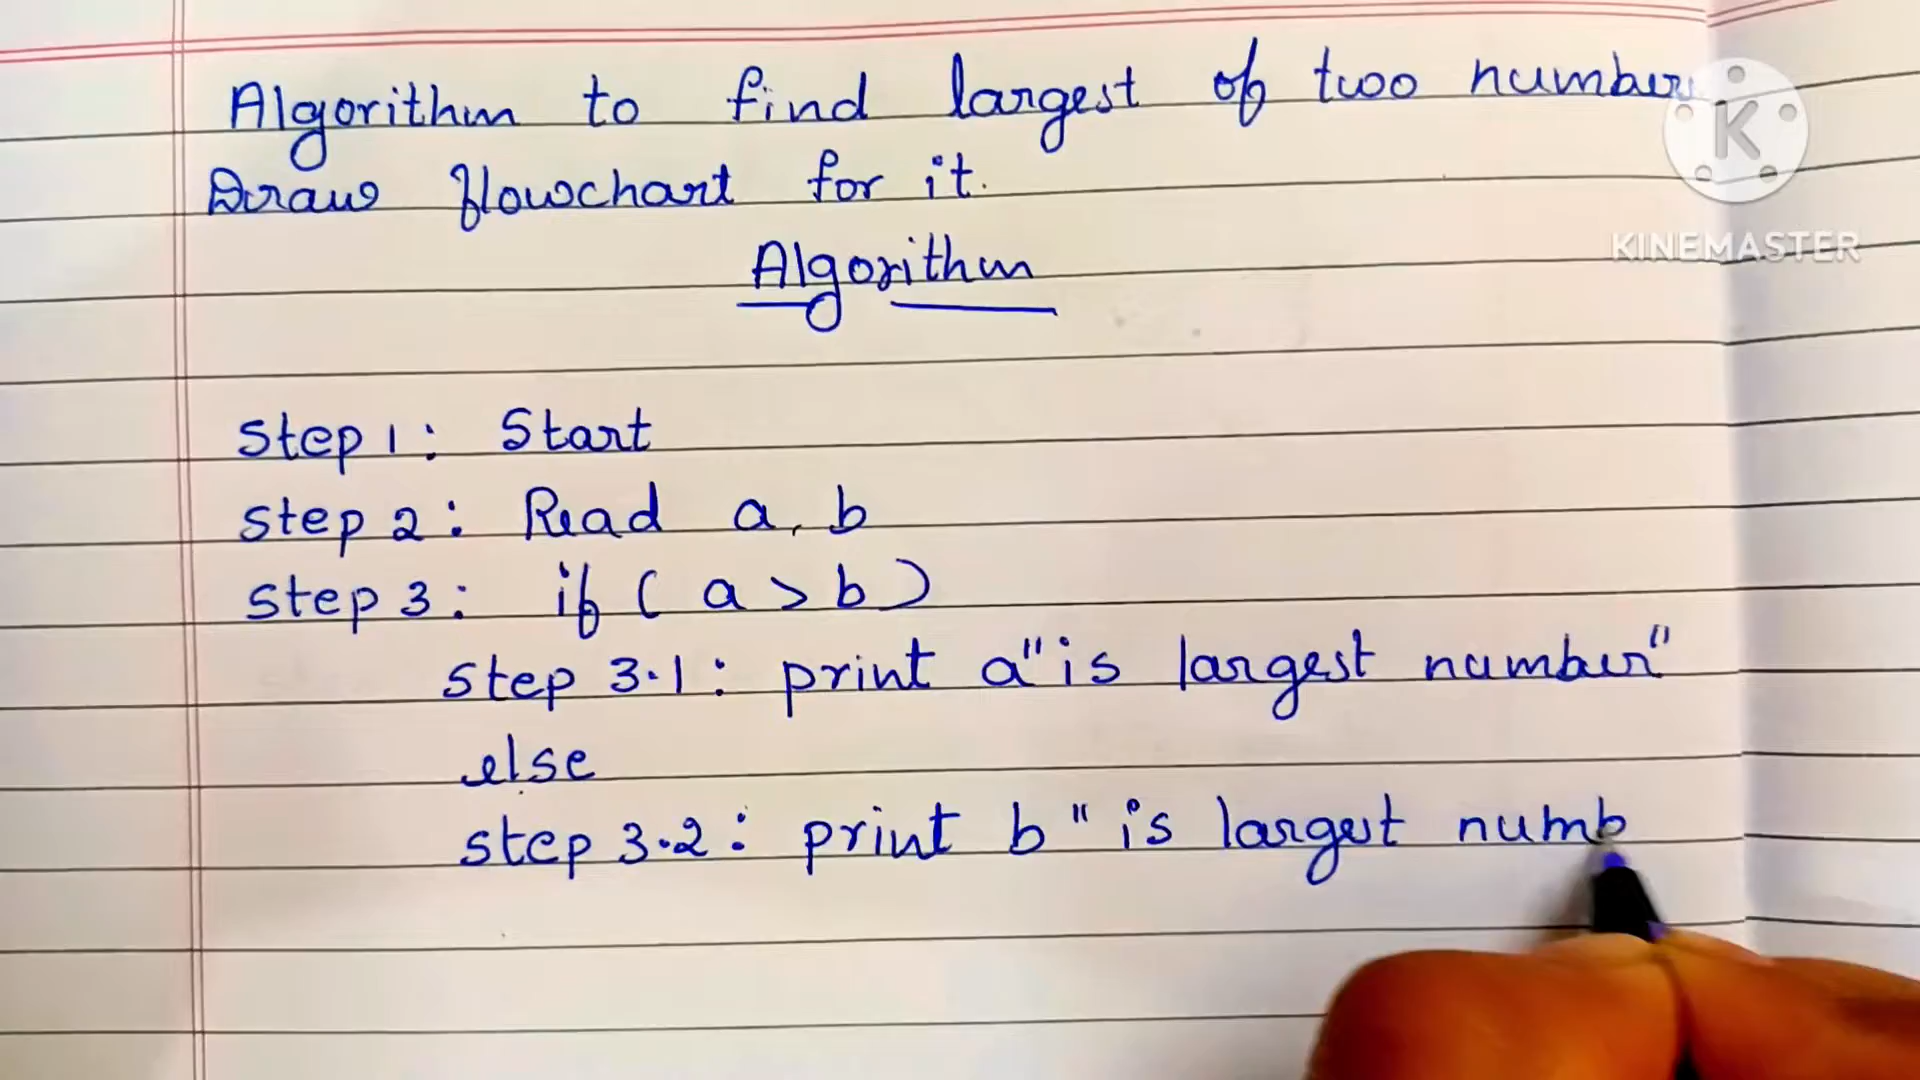 Algorithm to find largest of two number
Draw flowchart for it.
K
KINEMASTER
Algorithm
Step 1: Start
Step 2: Read a, b
Step 3: if ( a > b )
Step 3.1: print a "is largest number"
else
Step 3.2: print b " is largest numb